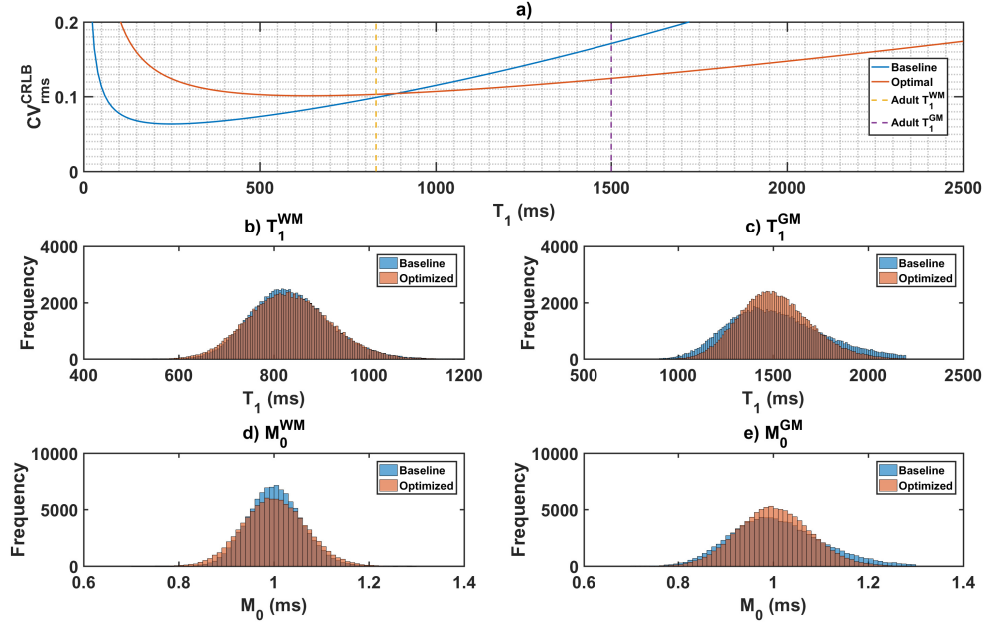 a)
0.2
0.1
0
CV^CRLB_rms
Baseline
Optimal
Adult T_1^WM
Adult T_1^GM
0 500 1000 1500 2000 2500
T_1 (ms)
b) T_1^WM
4000
2000
0
Frequency
Baseline
Optimized
400 600 800 1000 1200
T_1 (ms)
c) T_1^GM
4000
2000
0
Frequency
Baseline
Optimized
500 1000 1500 2000 2500
T_1 (ms)
d) M_0^WM
10000
5000
0
Frequency
Baseline
Optimized
0.6 0.8 1 1.2 1.4
M_0 (ms)
e) M_0^GM
10000
5000
0
Frequency
Baseline
Optimized
0.6 0.8 1 1.2 1.4
M_0 (ms)